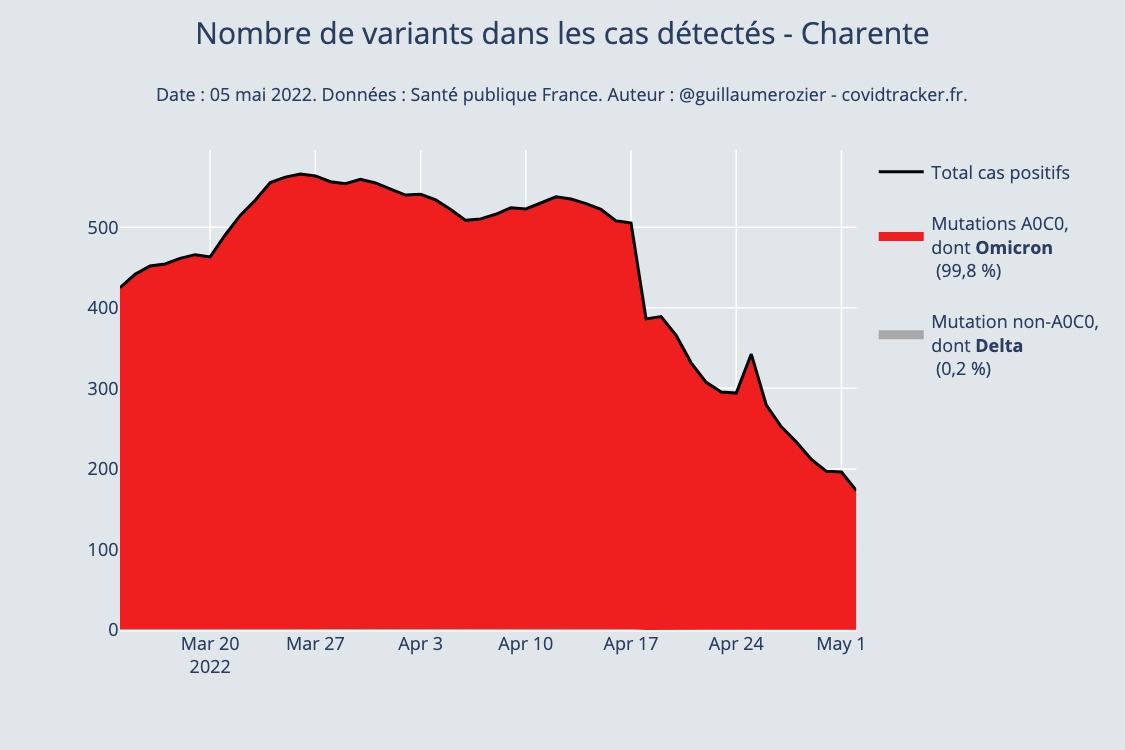 Nombre de variants dans les cas détectés - Charente
Date : 05 mai 2022. Données : Santé publique France. Auteur : @guillaumerozier - covidtracker.fr.
Total cas positifs
Mutations A0C0,
dont Omicron
(99,8 %)
Mutation non-A0C0,
dont Delta
(0,2 %)
500
400
300
200
100
0
Mar 20
2022
Mar 27
Apr 3
Apr 10
Apr 17
Apr 24
May 1